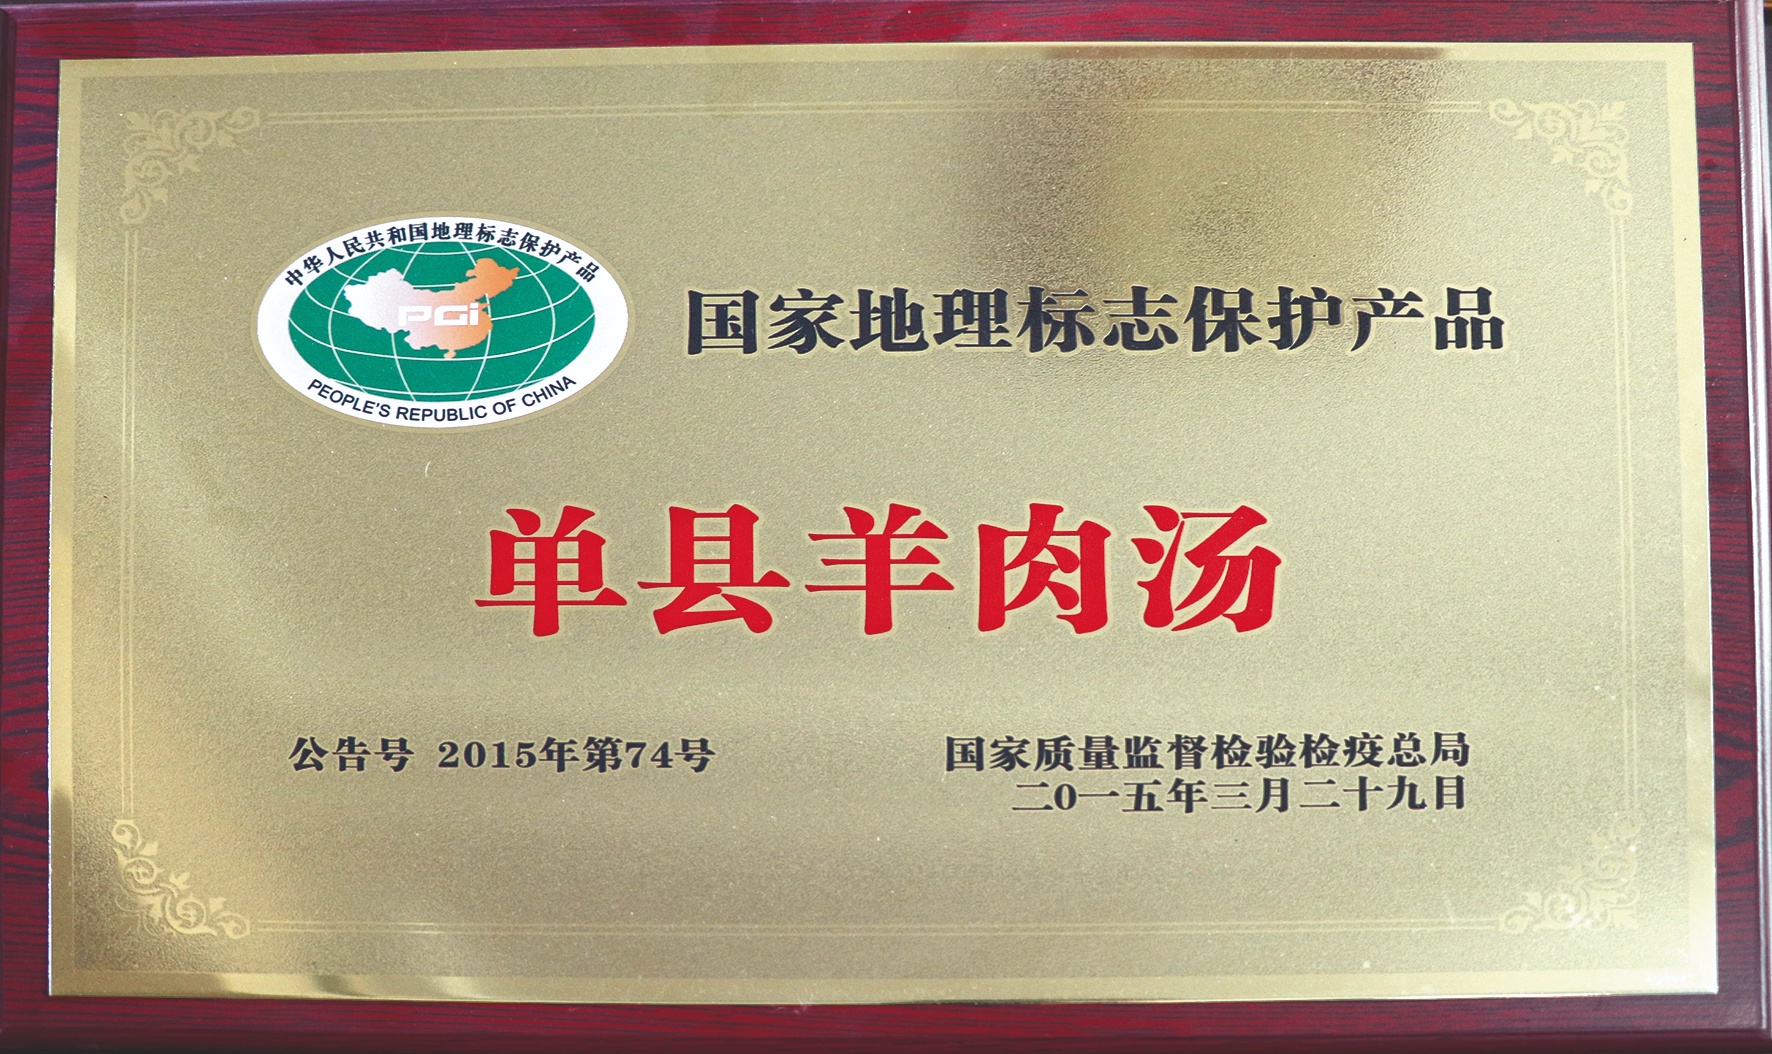 中华人民共和国地理标志保护产品
PGi
PEOPLE'S REPUBLIC OF CHINA
国家地理标志保护产品
单县羊肉汤
公告号 2015年第74号
国家质量监督检验检疫总局
二0一五年三月二十九日